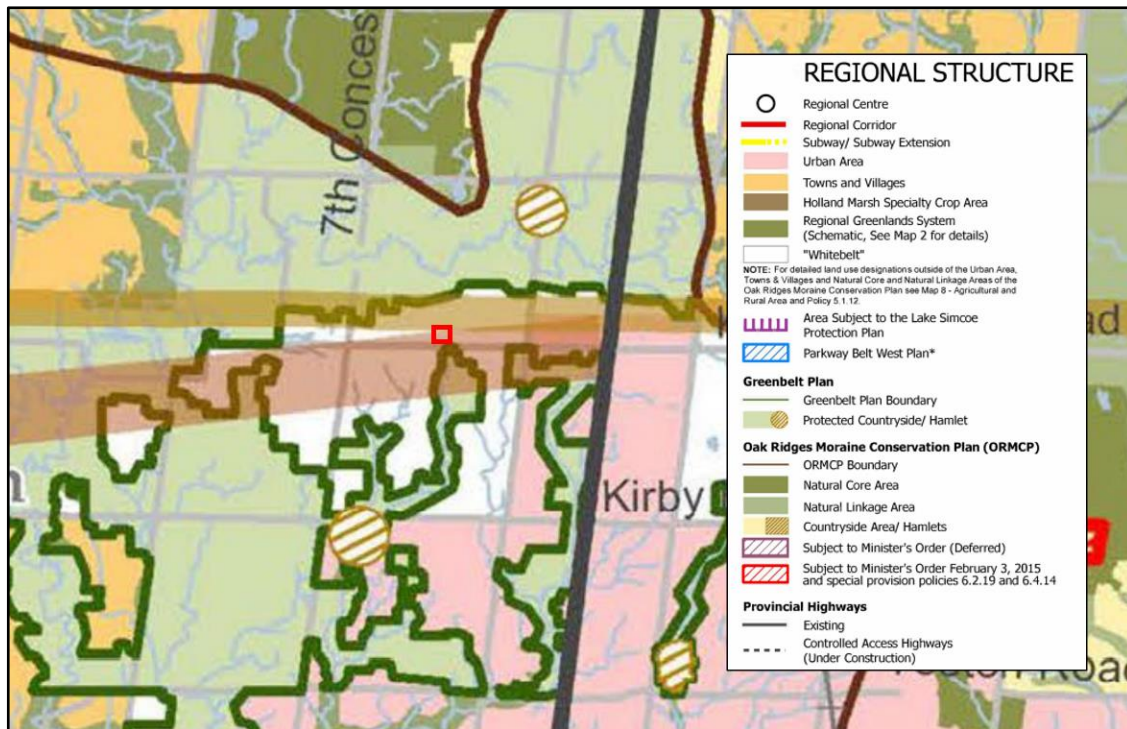 7th Conces
REGIONAL STRUCTURE
Regional Centre
Regional Corridor
Subway/ Subway Extension
Urban Area
Towns and Villages
Holland Marsh Specialty Crop Area
Regional Greenlands System
(Schematic, See Map 2 for details)
"Whitebelt"
NOTE: For detailed land use designations outside of the Urban Area,
Towns & Villages and Natural Core and Natural Linkage Areas of the
Oak Ridges Moraine Conservation Plan see Map 8 - Agricultural and
Rural Area and Policy 5.1.12.
Area Subject to the Lake Simcoe
Protection Plan
Parkway Belt West Plan*
Greenbelt Plan
Greenbelt Plan Boundary
Protected Countryside/ Hamlet
Oak Ridges Moraine Conservation Plan (ORMCP)
ORMCP Boundary
Natural Core Area
Natural Linkage Area
Countryside Area/ Hamlets
Subject to Minister's Order (Deferred)
Subject to Minister's Order February 3, 2015
and special provision policies 6.2.19 and 6.4.14
Provincial Highways
Existing
Controlled Access Highways
(Under Construction)
ad
Kirby
Road